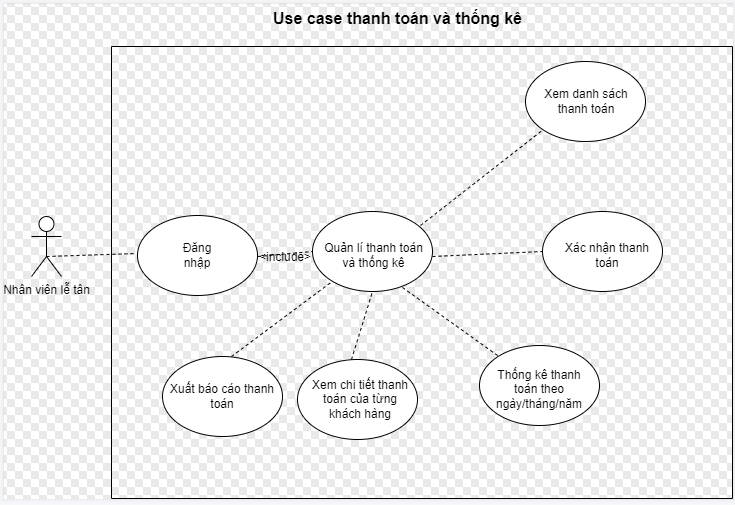 Use case thanh toán và thống kê
Xem danh sách
thanh toán
Đăng
nhập
<include>
Quản lí thanh toán
và thống kê
Xác nhận thanh
toán
Nhân viên lễ tân
Xuất báo cáo thanh
toán
Xem chi tiết thanh
toán của từng
khách hàng
Thống kê thanh
toán theo
ngày/tháng/năm